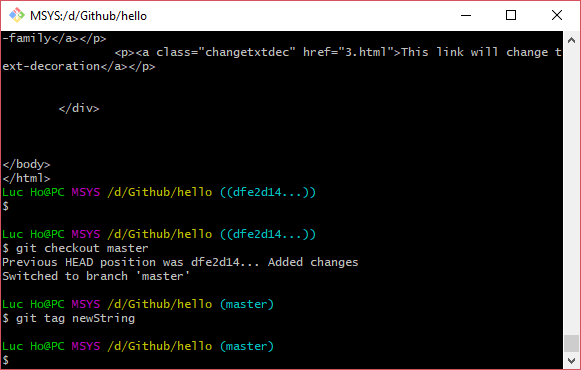 MSYS:/d/Github/hello
-family</a></p>
<p><a class="changetxtdec" href="3.html">This link will change t
ext-decoration</a></p>
</div>
</body>
</html>
Luc Ho@PC MSYS /d/Github/hello ((dfe2d14...))
$
Luc Ho@PC MSYS /d/Github/hello ((dfe2d14...))
$ git checkout master
Previous HEAD position was dfe2d14... Added changes
Switched to branch 'master'
Luc Ho@PC MSYS /d/Github/hello (master)
$ git tag newString
Luc Ho@PC MSYS /d/Github/hello (master)
$